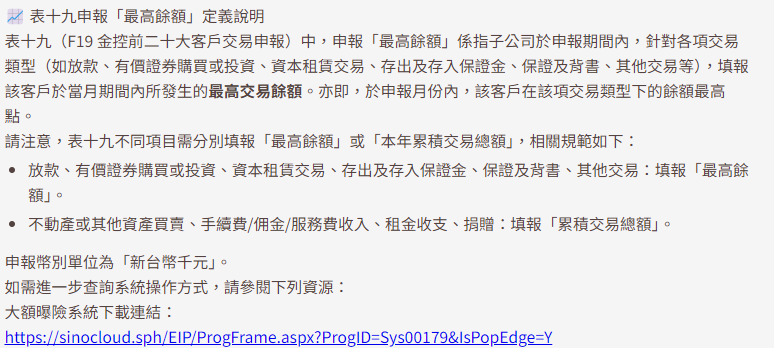 📈 表十九申報「最高餘額」定義說明
表十九（F19 金控前二十大客戶交易申報）中，申報「最高餘額」係指子公司於申報期間內，針對各項交易
類型（如放款、有價證券購買或投資、資本租賃交易、存出及存入保證金、保證及背書、其他交易等），填報
該客戶於當月期間內所發生的最高交易餘額。亦即，於申報月份內，該客戶在該項交易類型下的餘額最高
點。
請注意，表十九不同項目需分別填報「最高餘額」或「本年累積交易總額」，相關規範如下：
• 放款、有價證券購買或投資、資本租賃交易、存出及存入保證金、保證及背書、其他交易：填報「最高餘
額」。
• 不動產或其他資產買賣、手續費/佣金/服務費收入、租金收支、捐贈：填報「累積交易總額」。
申報幣別單位為「新台幣千元」。
如需進一步查詢系統操作方式，請參閱下列資源：
大額曝險系統下載連結：
https://sinocloud.sph/EIP/ProgFrame.aspx?ProgID=Sys00179&IsPopEdge=Y